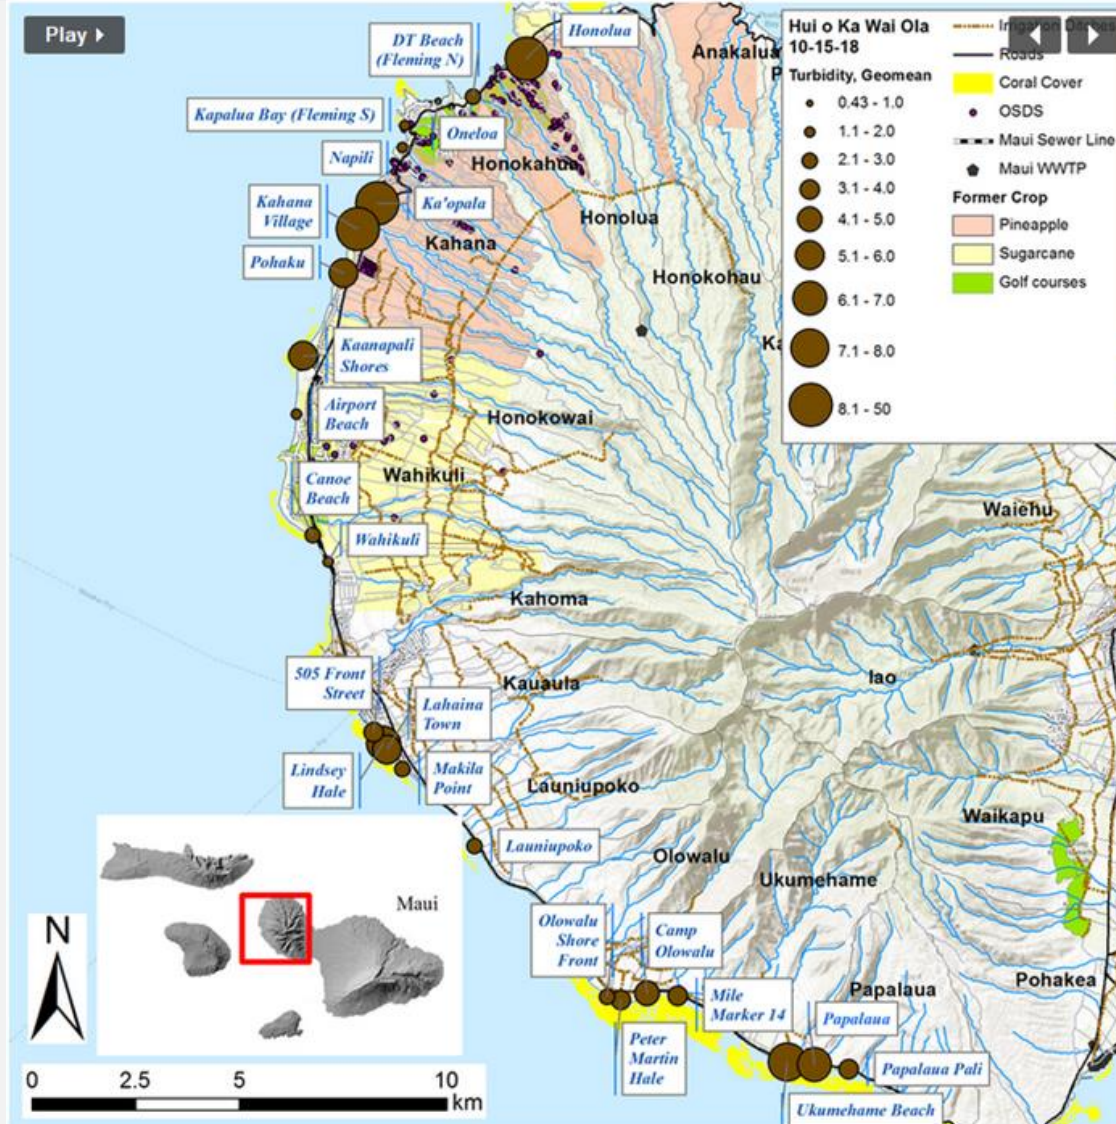 Play
DT Beach
(Fleming N)
Honolua
Kapalua Bay (Fleming S)
Oneloa
Napili
Honokahua
Kahana
Village
Ka'opala
Honolua
Kahana
Pohaku
Honokohau
Anakalua
P
Ka
Kaanapali
Shores
Airport
Beach
Honokowai
Canoe
Beach
Wahikuli
Wahikuli
Waiehu
Kahoma
505 Front
Street
Lahaina
Town
Kauaula
Iao
Lindsey
Hale
Makila
Point
Launiupoko
Waikapu
Launiupoko
Olowalu
Ukumehame
Olowalu
Shore
Front
Camp
Olowalu
Mile
Marker 14
Papalaua
Papalaua
Pohakea
Peter
Martin
Hale
Papalaua Pali
Ukumehame Beach
Hui o Ka Wai Ola
10-15-18
Turbidity, Geomean
0.43 - 1.0
1.1 - 2.0
2.1 - 3.0
3.1 - 4.0
4.1 - 5.0
5.1 - 6.0
6.1 - 7.0
7.1 - 8.0
8.1 - 50
Irrigation Ditches
Roads
Coral Cover
OSDS
Maui Sewer Line
Maui WWTP
Former Crop
Pineapple
Sugarcane
Golf courses
Maui
N
0 2.5 5 10
km